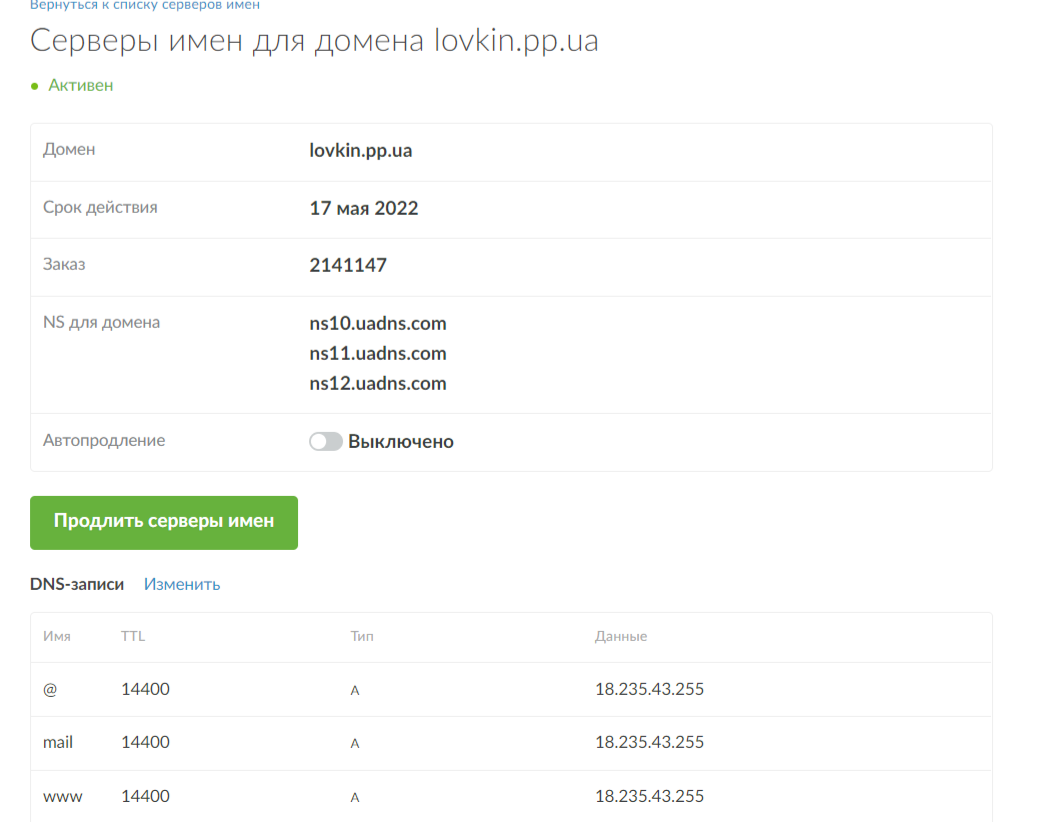 Вернуться к списку серверов имен
Серверы имен для домена lovkin.pp.ua
Активен
Домен lovkin.pp.ua
Срок действия 17 мая 2022
Заказ 2141147
NS для домена ns10.uadns.com
ns11.uadns.com
ns12.uadns.com
Автопродление Выключено
Продлить серверы имен
DNS-записи Изменить
Имя TTL Тип Данные
@ 14400 A 18.235.43.255
mail 14400 A 18.235.43.255
www 14400 A 18.235.43.255